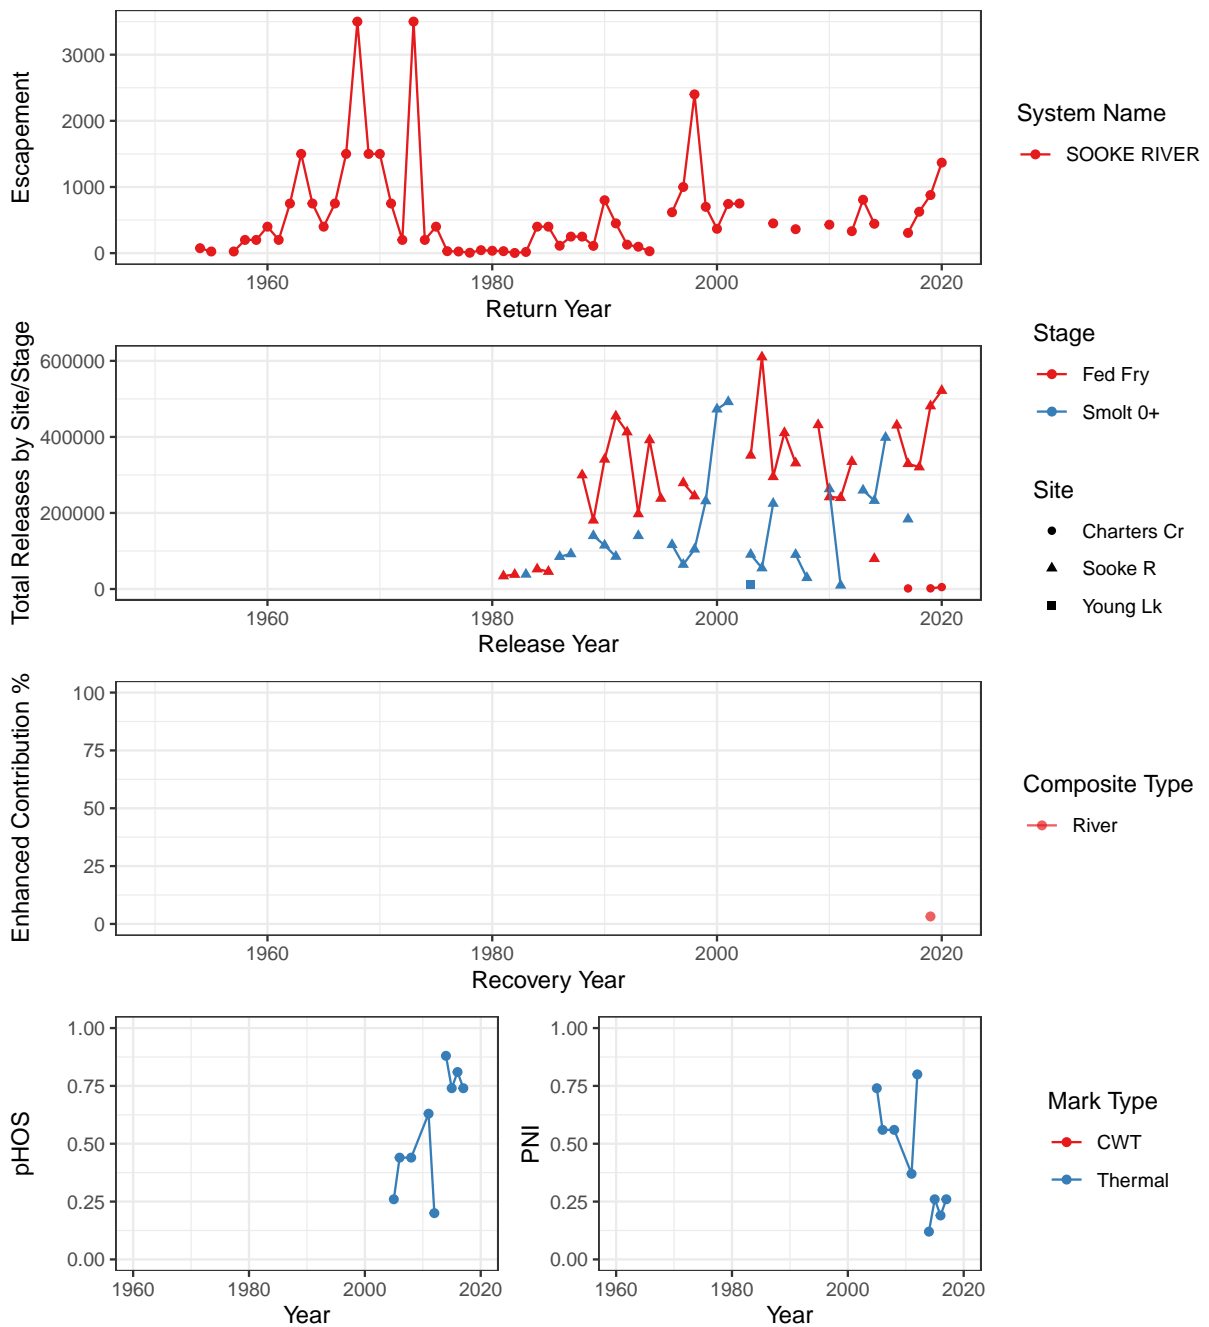 Escapement
3000
2000
1000
0
1960 1980 2000 2020
Return Year
System Name
SOOKE RIVER
Total Releases by Site/Stage
600000
400000
200000
0
1960 1980 2000 2020
Release Year
Stage
Fed Fry
Smolt 0+
Site
Charters Cr
Sooke R
Young Lk
Enhanced Contribution %
100
75
50
25
0
1960 1980 2000 2020
Recovery Year
Composite Type
River
pHOS
1.00
0.75
0.50
0.25
0.00
1960 1980 2000 2020
Year
PNI
1.00
0.75
0.50
0.25
0.00
1960 1980 2000 2020
Year
Mark Type
CWT
Thermal